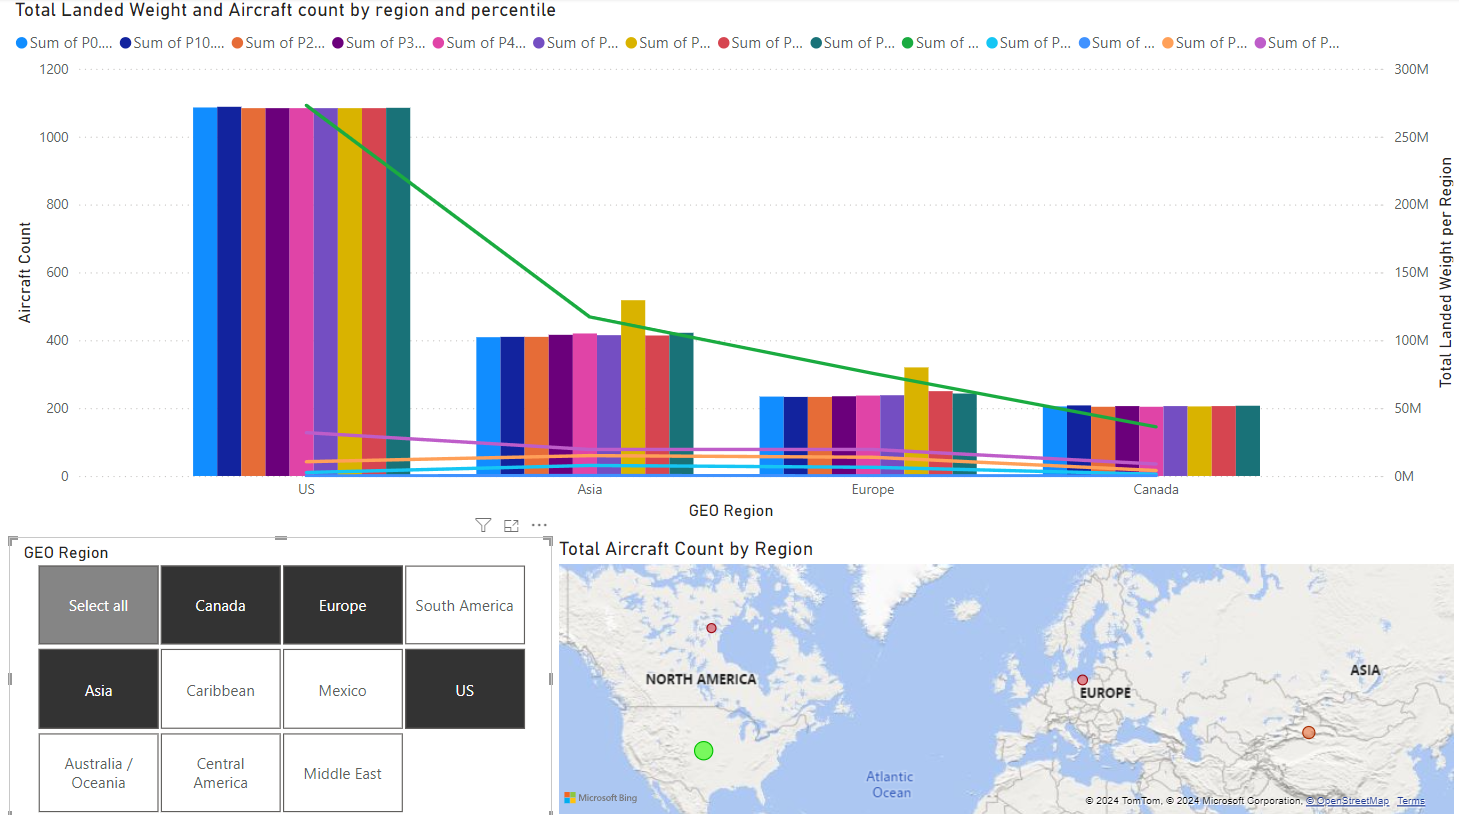 Total Landed Weight and Aircraft count by region and percentile
Sum of P0.... Sum of P10.... Sum of P2... Sum of P3... Sum of P4... Sum of P... Sum of P... Sum of P... Sum of P... Sum of ... Sum of P... Sum of ... Sum of P... Sum of P...
1200 300M
1000 250M
800 200M
600 150M
400 100M
200 50M
0 0M
Aircraft Count
Total Landed Weight per Region
US Asia Europe Canada
GEO Region
GEO Region
Select all Canada Europe South America
Asia Caribbean Mexico US
Australia / Oceania
Central America
Middle East
Total Aircraft Count by Region
NORTH AMERICA
EUROPE
ASIA
Atlantic
Ocean
Microsoft Bing
© 2024 TomTom, © 2024 Microsoft Corporation, © OpenStreetMap Terms